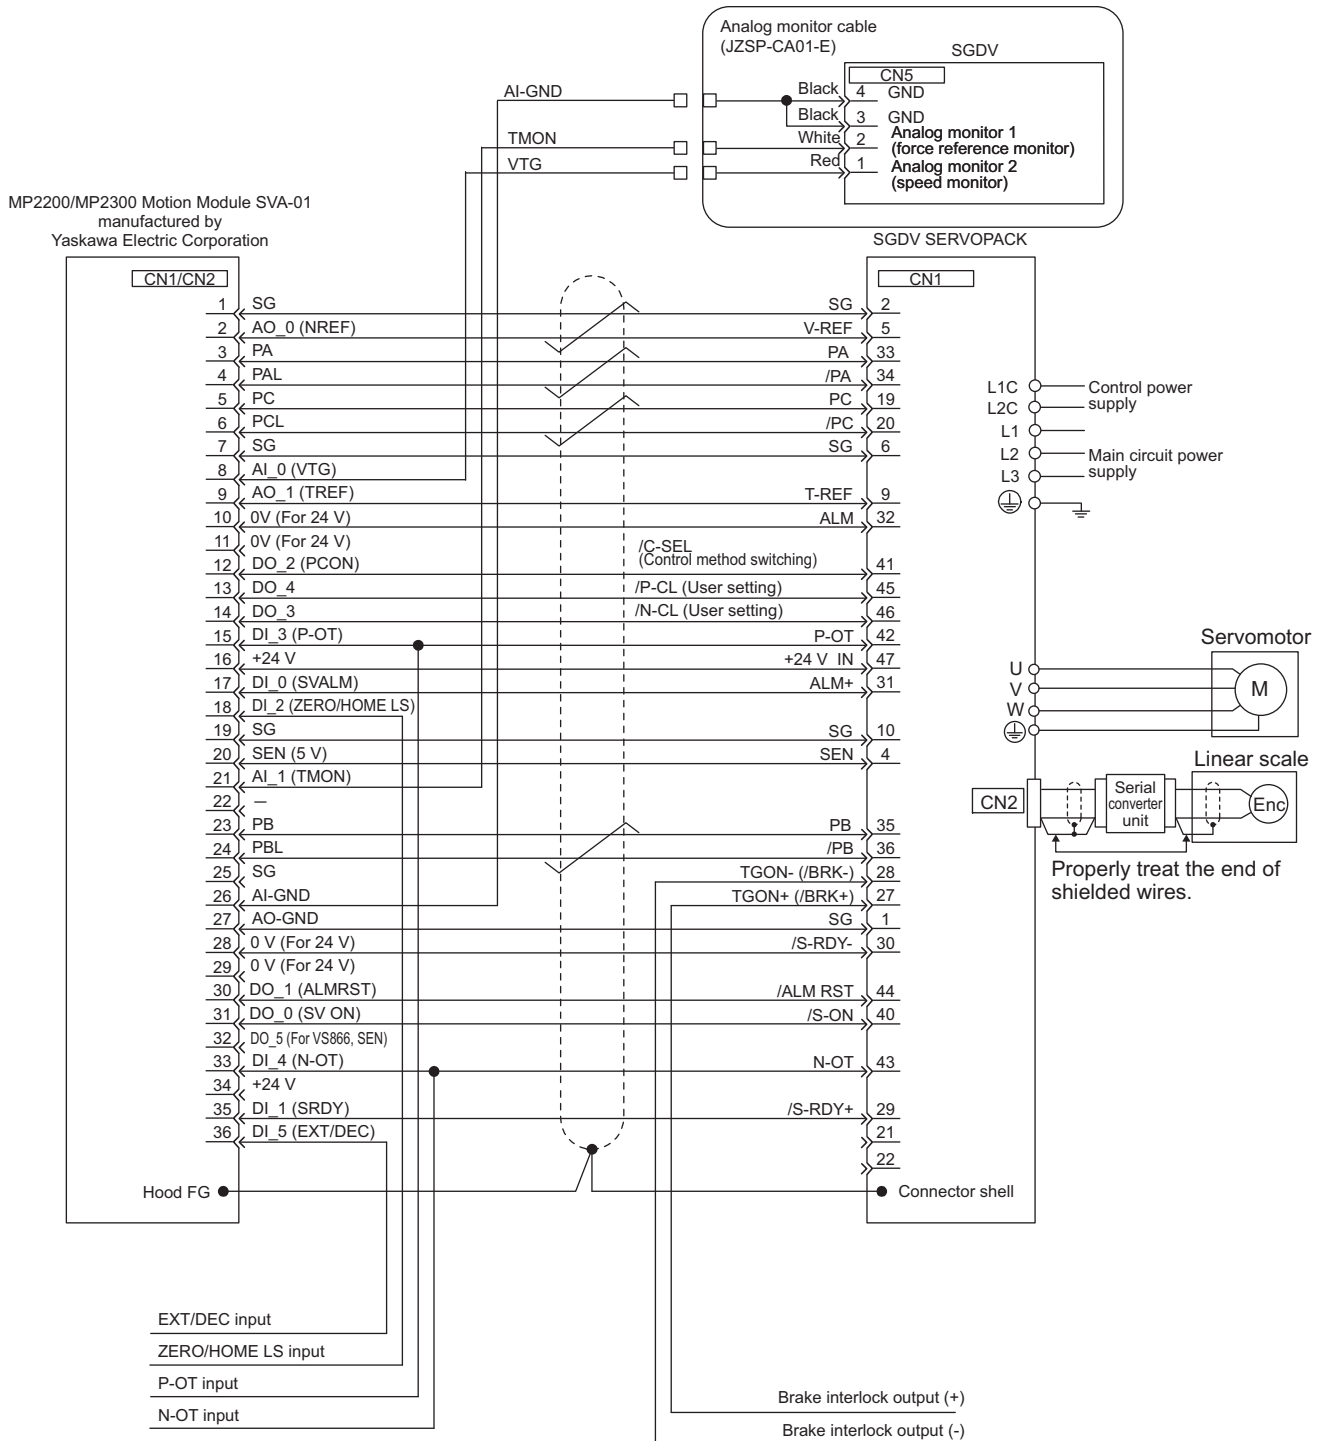 Analog monitor cable
(JZSP-CA01-E)
SGDV
CN5
AI-GND
Black 4 GND
Black 3 GND
TMON
White 2 Analog monitor 1
(force reference monitor)
VTG
Red 1 Analog monitor 2
(speed monitor)
MP2200/MP2300 Motion Module SVA-01
manufactured by
Yaskawa Electric Corporation
SGDV SERVOPACK
CN1/CN2
CN1
1 SG SG 2
2 AO_0 (NREF) V-REF 5
3 PA PA 33
4 PAL /PA 34
5 PC PC 19
6 PCL /PC 20
7 SG SG 6
8 AI_0 (VTG)
9 AO_1 (TREF) T-REF 9
10 0V (For 24 V) ALM 32
11 0V (For 24 V)
/C-SEL
(Control method switching)
12 DO_2 (PCON) 41
13 DO_4 /P-CL (User setting) 45
14 DO_3 /N-CL (User setting) 46
15 DI_3 (P-OT) P-OT 42
16 +24 V +24 V IN 47
17 DI_0 (SVALM) ALM+ 31
18 DI_2 (ZERO/HOME LS)
19 SG SG 10
20 SEN (5 V) SEN 4
21 AI_1 (TMON)
22 –
23 PB PB 35
24 PBL /PB 36
25 SG TGON- (/BRK-) 28
26 AI-GND TGON+ (/BRK+) 27
27 AO-GND SG 1
28 0 V (For 24 V) /S-RDY- 30
29 0 V (For 24 V)
30 DO_1 (ALMRST) /ALM RST 44
31 DO_0 (SV ON) /S-ON 40
32 DO_5 (For VS866, SEN)
33 DI_4 (N-OT) N-OT 43
34 +24 V
35 DI_1 (SRDY) /S-RDY+ 29
36 DI_5 (EXT/DEC) 21
22
Hood FG
Connector shell
L1C Control power
L2C supply
L1
L2 Main circuit power
L3 supply
Servomotor
U
V
W
M
Linear scale
CN2
Serial
converter
unit
Enc
Properly treat the end of
shielded wires.
EXT/DEC input
ZERO/HOME LS input
P-OT input
N-OT input
Brake interlock output (+)
Brake interlock output (-)